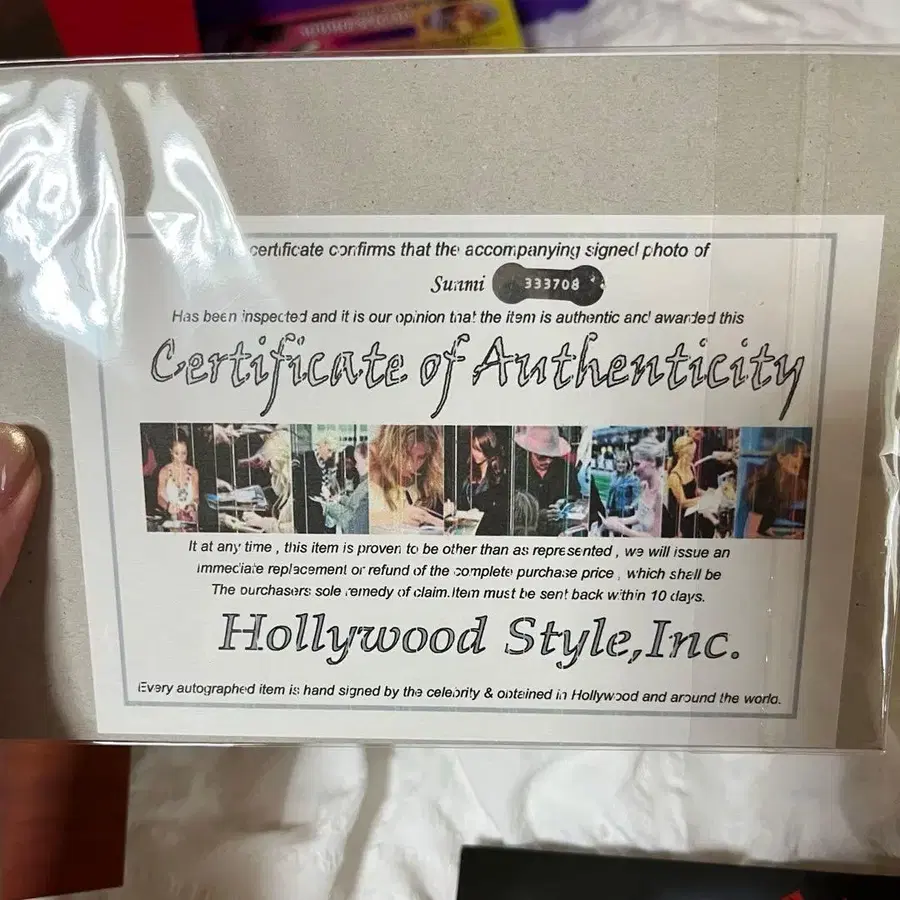 certificate confirms that the accompanying signed photo of
Sunmi 333708
Has been inspected and it is our opinion that the item is authentic and awarded this
Certificate of Authenticity
It at any time , this item is proven to be other than as represented , we will issue an
immediate replacement or refund of the complete purchase price , which shall be
The purchasers sole remedy of claim.Item must be sent back within 10 days.
Hollywood Style,Inc.
Every autographed item is hand signed by the celebrity & obtained in Hollywood and around the world.